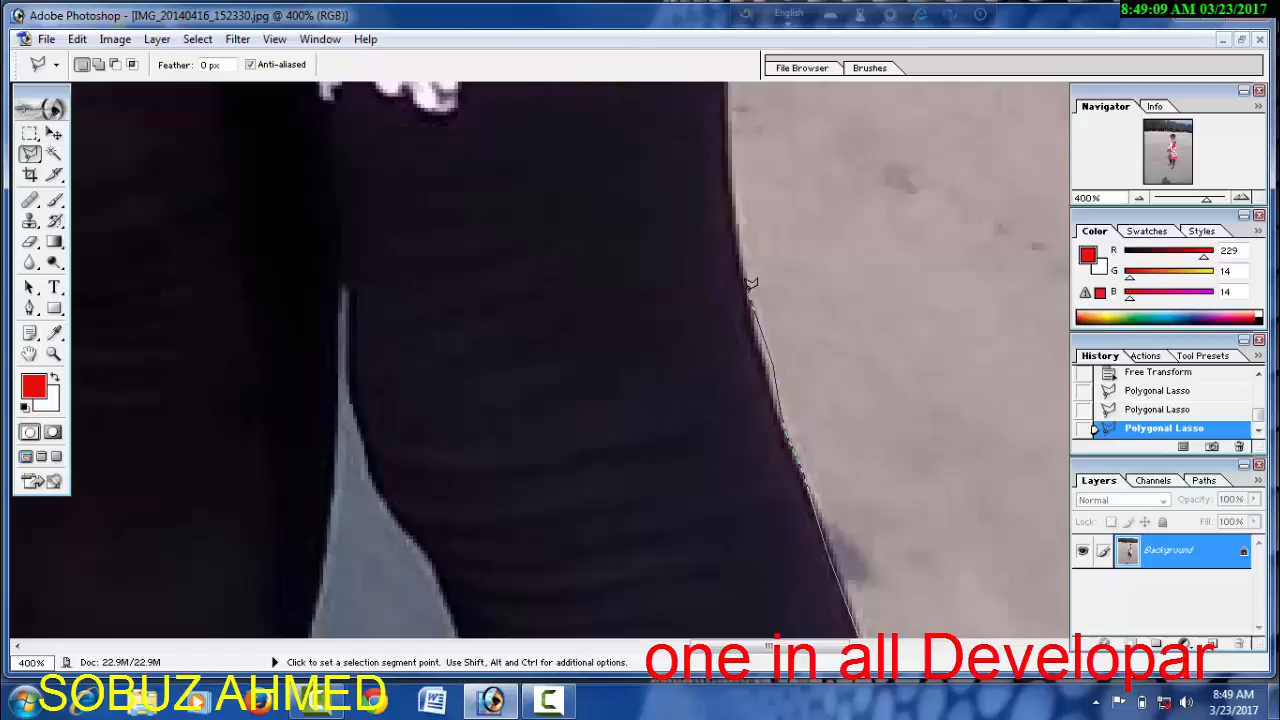 8:49:09 AM 03/23/2017
Adobe Photoshop - [IMG_20140416_152330.jpg @ 400% (RGB)]
English
File Edit Image Layer Select Filter View Window Help
Feather: 0 px Anti-aliased
File Browser Brushes
Navigator Info
400%
Color Swatches Styles
R 229
G 14
B 14
History Actions Tool Presets
Free Transform
Polygonal Lasso
Polygonal Lasso
Polygonal Lasso
Layers Channels Paths
Normal Opacity: 100%
Lock: Fill: 100%
Background
400% Doc: 22.9M/22.9M Click to set a selection segment point. Use Shift, Alt and Ctrl for additional options.
one in all Developar
SOBUZ AHMED
8:49 AM
3/23/2017